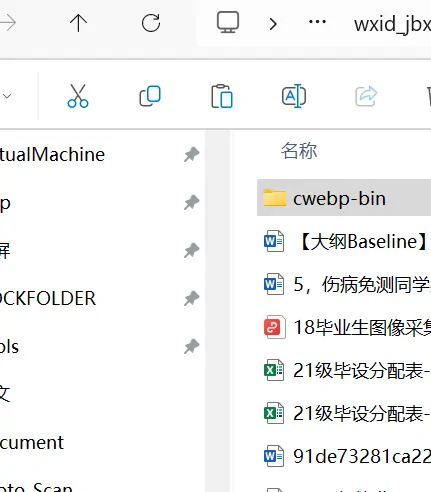 wxid_jbx
名称
tualMachine
p
屏
OCKFOLDER
ols
文
cument
oto_Scan
cwebp-bin
【大纲Baseline】
5，伤病免测同学
18毕业生图像采集
21级毕设分配表-
21级毕设分配表-
91de73281ca22